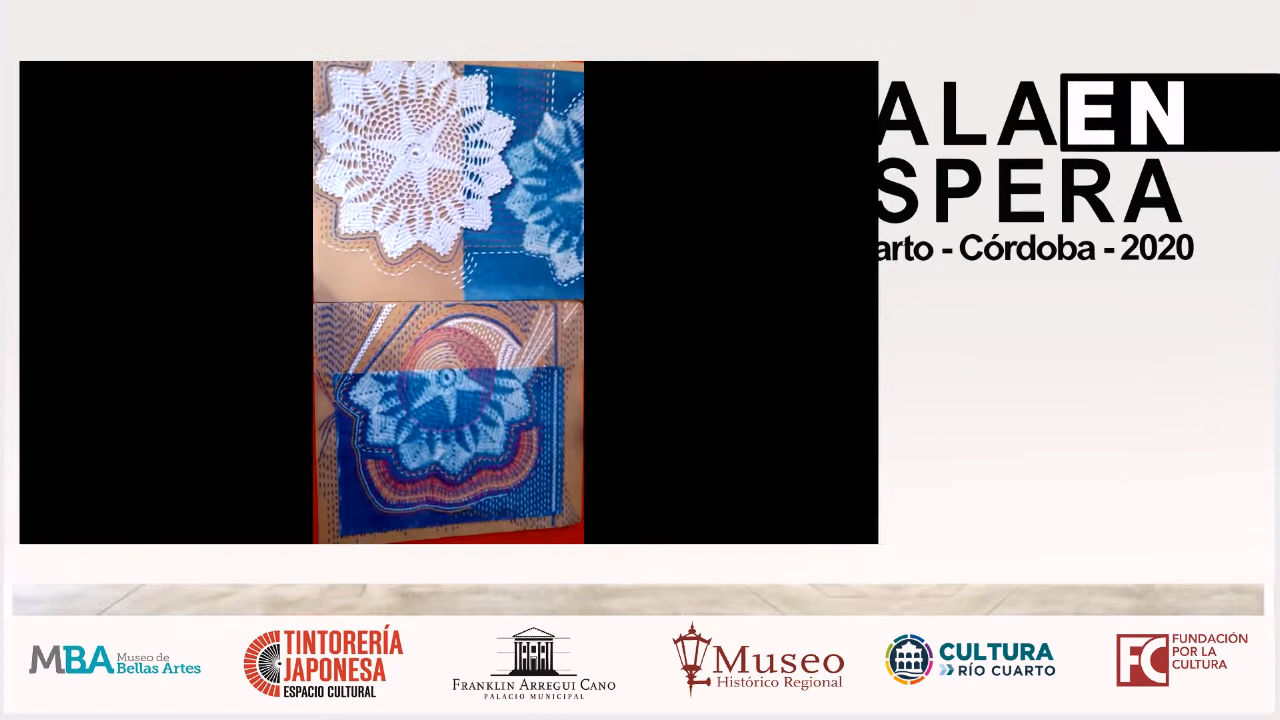 ALAEN
SPERA
arto - Córdoba - 2020
MBA Museo de
Bellas Artes
TINTORERÍA
JAPONESA
ESPACIO CULTURAL
FRANKLIN ARREGUI CANO
PALACIO MUNICIPAL
Museo
Histórico Regional
CULTURA
RÍO CUARTO
FC
FUNDACIÓN
POR LA
CULTURA